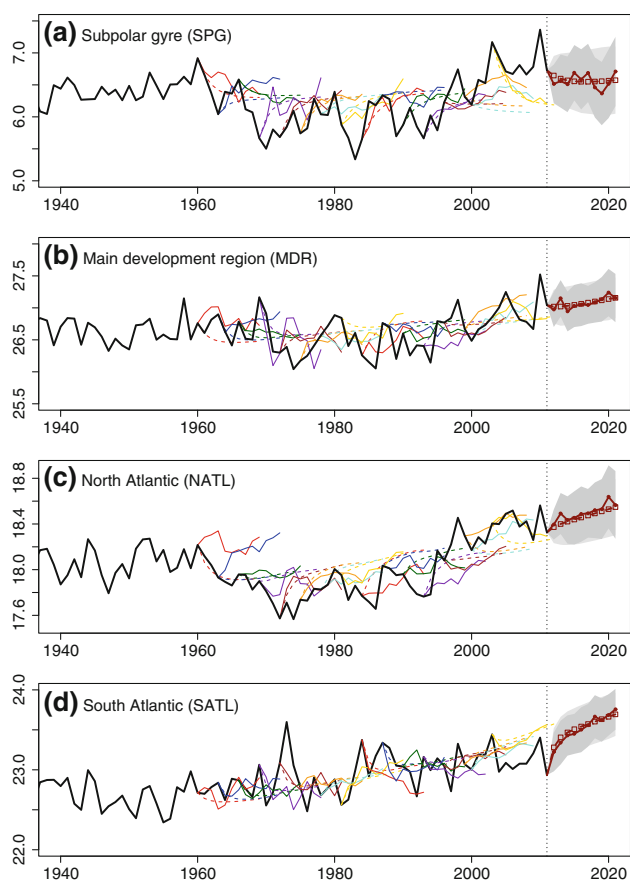 (a) Subpolar gyre (SPG)
7.0
6.0
5.0
1940 1960 1980 2000 2020
(b) Main development region (MDR)
27.5
26.5
25.5
1940 1960 1980 2000 2020
(c) North Atlantic (NATL)
18.8
18.4
18.0
17.6
1940 1960 1980 2000 2020
(d) South Atlantic (SATL)
24.0
23.0
22.0
1940 1960 1980 2000 2020